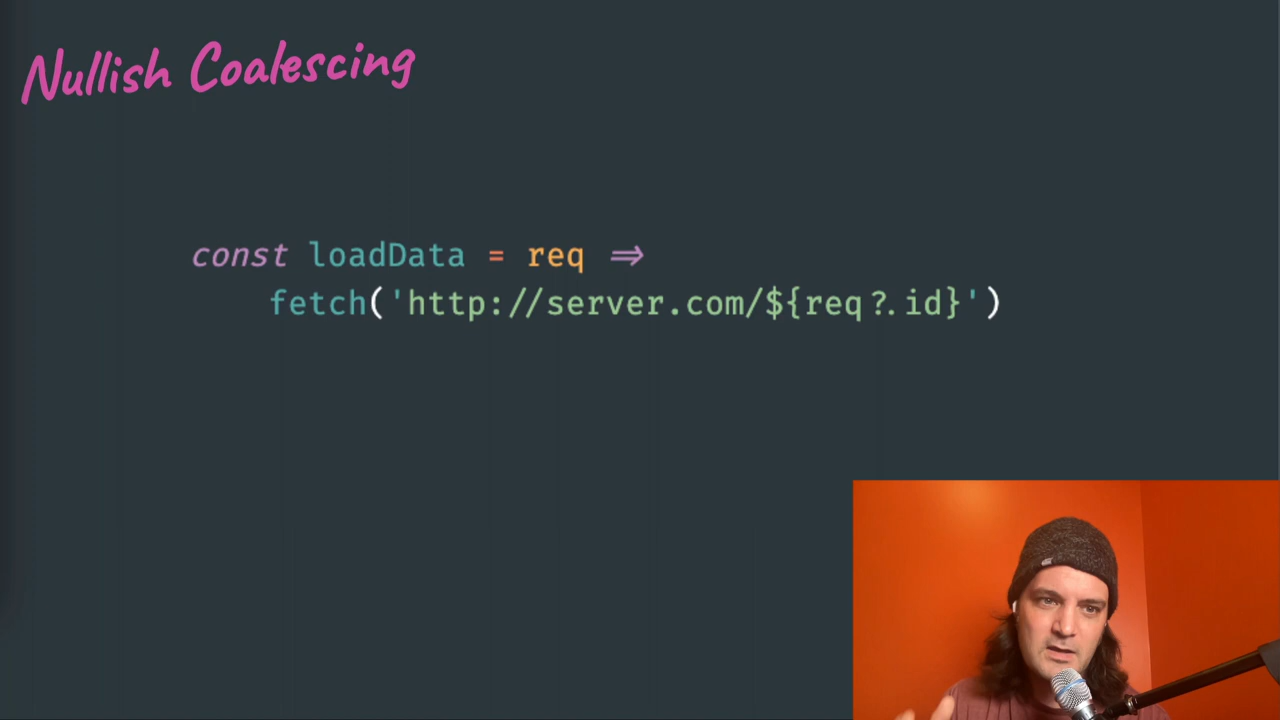 Nullish Coalescing
const loadData = req =>
fetch('http://server.com/${req?.id}')